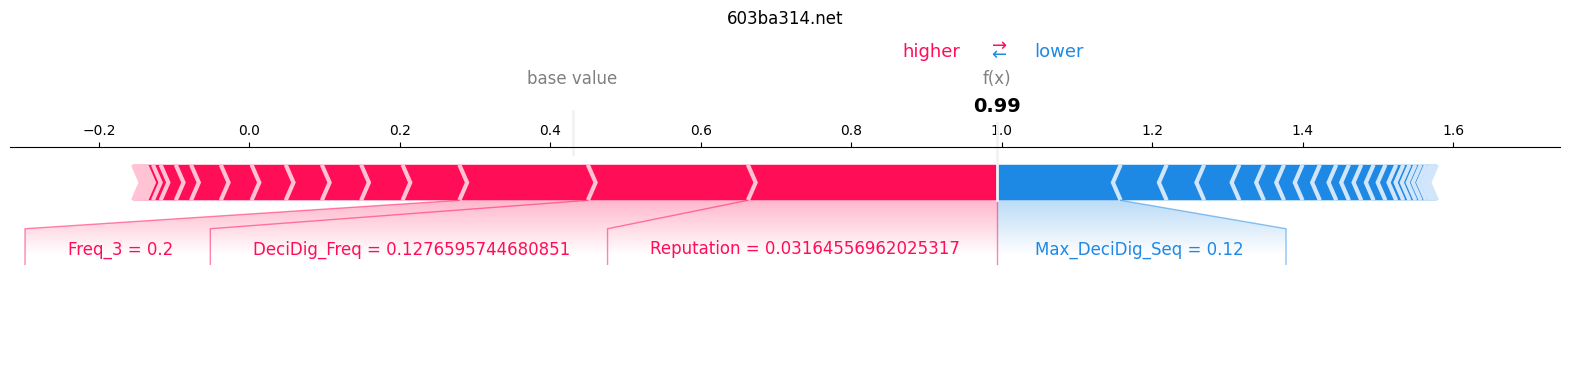 603ba314.net
higher ⇄ lower
base value f(x)
0.99
−0.2 0.0 0.2 0.4 0.6 0.8 1.0 1.2 1.4 1.6
Freq_3 = 0.2 DeciDig_Freq = 0.1276595744680851 Reputation = 0.03164556962025317 Max_DeciDig_Seq = 0.12